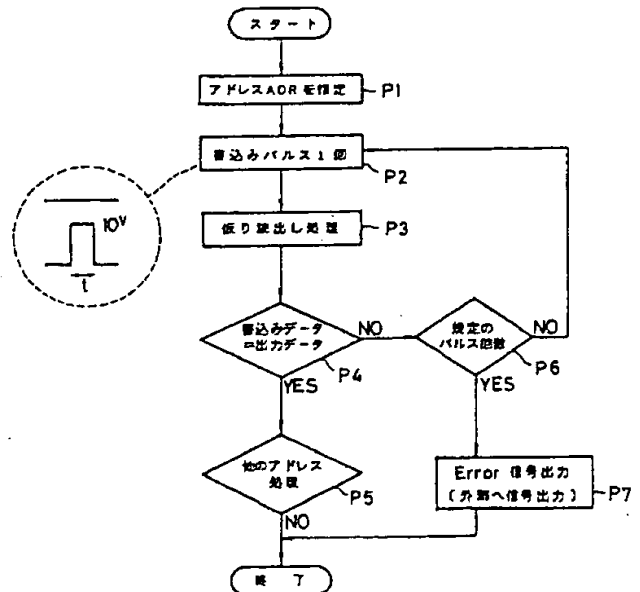 スタート
アドレスADRを指定
P1
書込みパルス1回
P2
10V
t
仮り読出し処理
P3
書込みデータ
=出力データ
NO
P4
YES
規定の
パルス回数
NO
P6
YES
他のアドレス
処理
P5
NO
Error 信号出力
(外部へ信号出力)
P7
終了